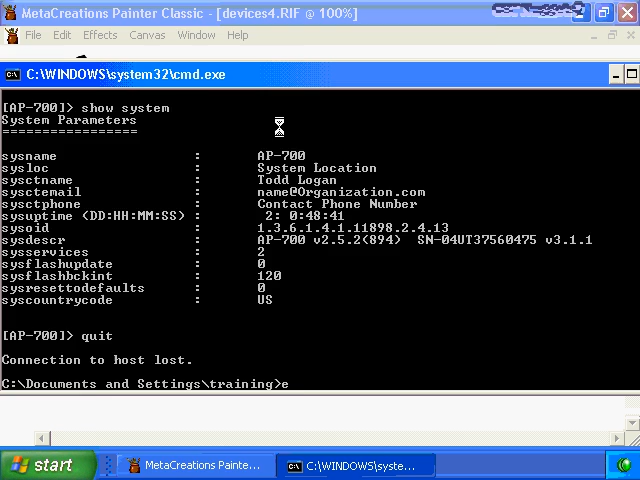 MetaCreations Painter Classic - [devices4.RIF @ 100%]
File Edit Effects Canvas Window Help
C:\WINDOWS\system32\cmd.exe
[AP-700]> show system
System Parameters
=================
sysname : AP-700
sysloc : System Location
sysctname : Todd Logan
sysctemail : name@Organization.com
sysctphone : Contact Phone Number
sysuptime (DD:HH:MM:SS) : 2: 0:48:41
sysoid : 1.3.6.1.4.1.11898.2.4.13
sysdescr : AP-700 v2.5.2(894) SN-04UT37560475 v3.1.1
sysservices : 2
sysflashupdate : 0
sysflashbckint : 120
sysresettodefaults : 0
syscountrycode : US
[AP-700]> quit
Connection to host lost.
C:\Documents and Settings\training>e
start MetaCreations Painte... C:\WINDOWS\syste...